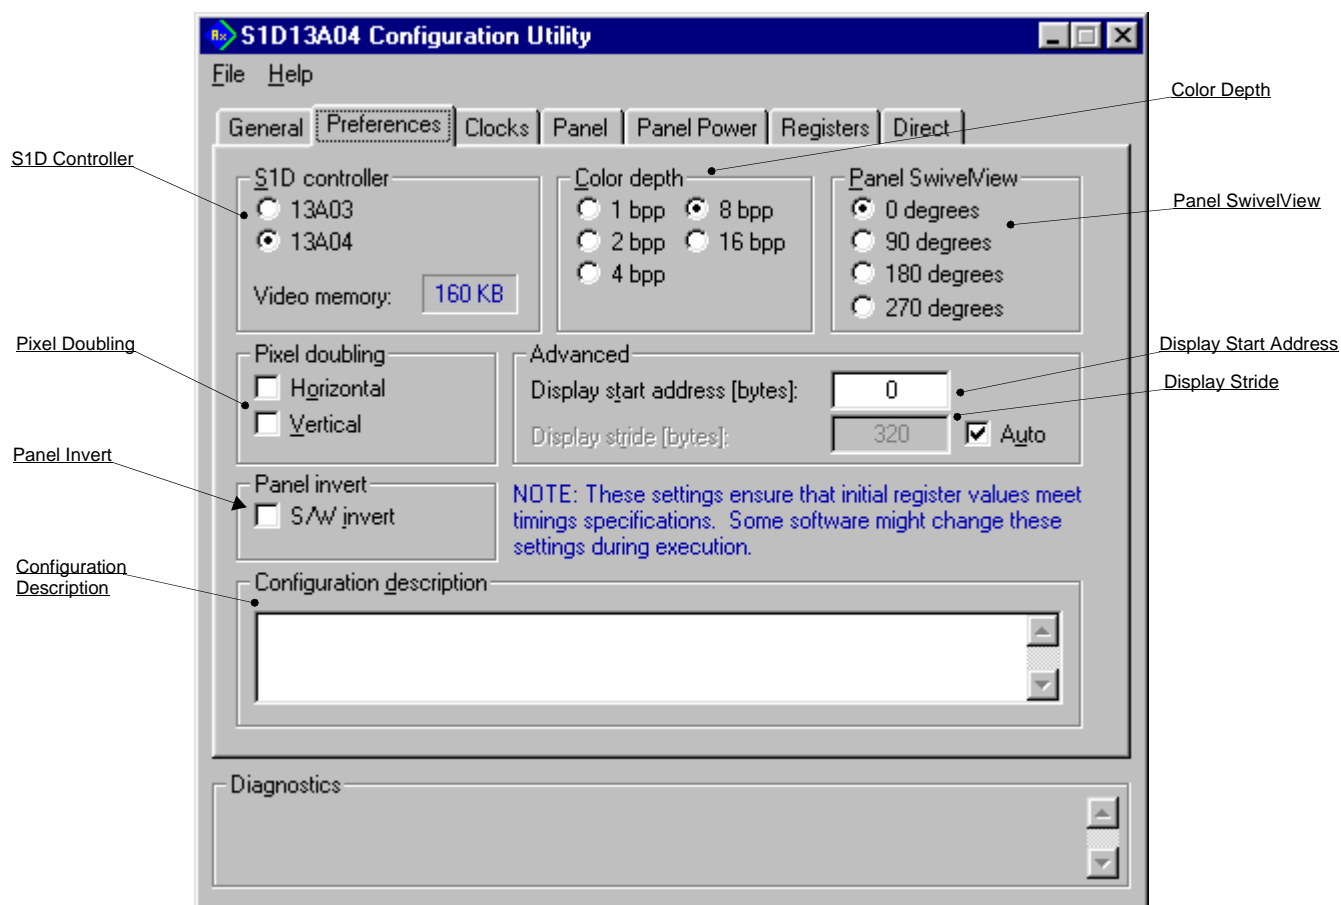 S1D13A04 Configuration Utility
File Help
Color Depth
General Preferences Clocks Panel Panel Power Registers Direct
S1D Controller
S1D controller
13A03
13A04
Video memory: 160 KB
Color depth
1 bpp 8 bpp
2 bpp 16 bpp
4 bpp
Panel SwivelView
0 degrees
90 degrees
180 degrees
270 degrees
Panel SwivelView
Pixel Doubling
Pixel doubling
Horizontal
Vertical
Advanced
Display start address [bytes]: 0
Display stride [bytes]: 320 Auto
Display Start Address
Display Stride
Panel Invert
Panel invert
S/W invert
NOTE: These settings ensure that initial register values meet
timings specifications. Some software might change these
settings during execution.
Configuration
Description
Configuration description
Diagnostics